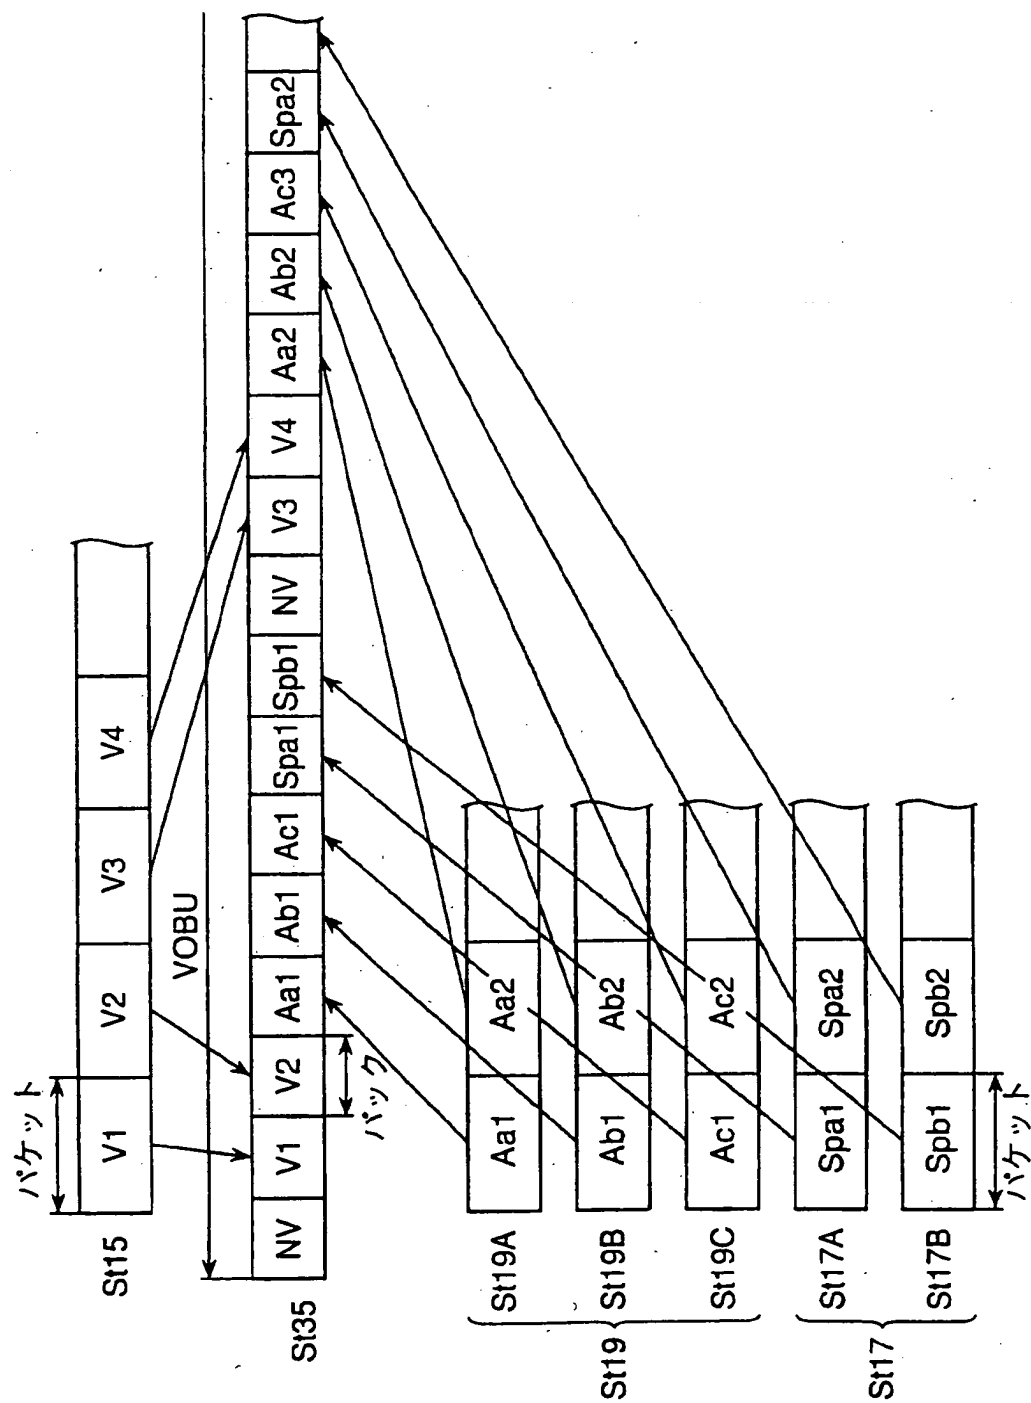 パケット
St15 V1 V2 V3 V4
VOBU
St35 NV V1 V2 Aa1 Ab1 Ac1 Spa1 Spb1 NV V3 V4 Aa2 Ab2 Ac3 Spa2
パック
St19
St19A Aa1 Aa2
St19B Ab1 Ab2
St19C Ac1 Ac2
St17
St17A Spa1 Spa2
St17B Spb1 Spb2
パケット